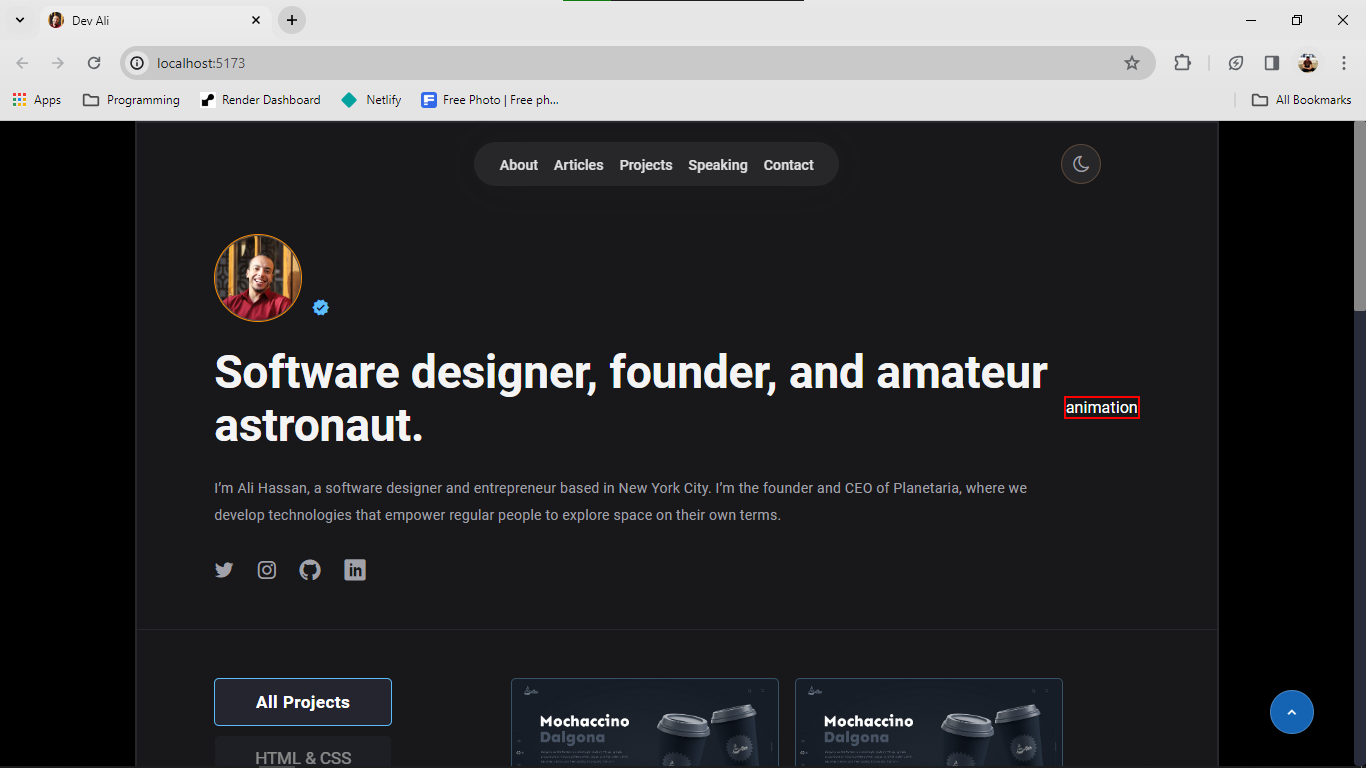 Dev Ali
localhost:5173
Apps
Programming
Render Dashboard
Netlify
Free Photo | Free ph...
All Bookmarks
About Articles Projects Speaking Contact
Software designer, founder, and amateur
astronaut.
animation
I’m Ali Hassan, a software designer and entrepreneur based in New York City. I’m the founder and CEO of Planetaria, where we
develop technologies that empower regular people to explore space on their own terms.
All Projects
HTML & CSS
Mochaccino
Dalgona
Mochaccino
Dalgona